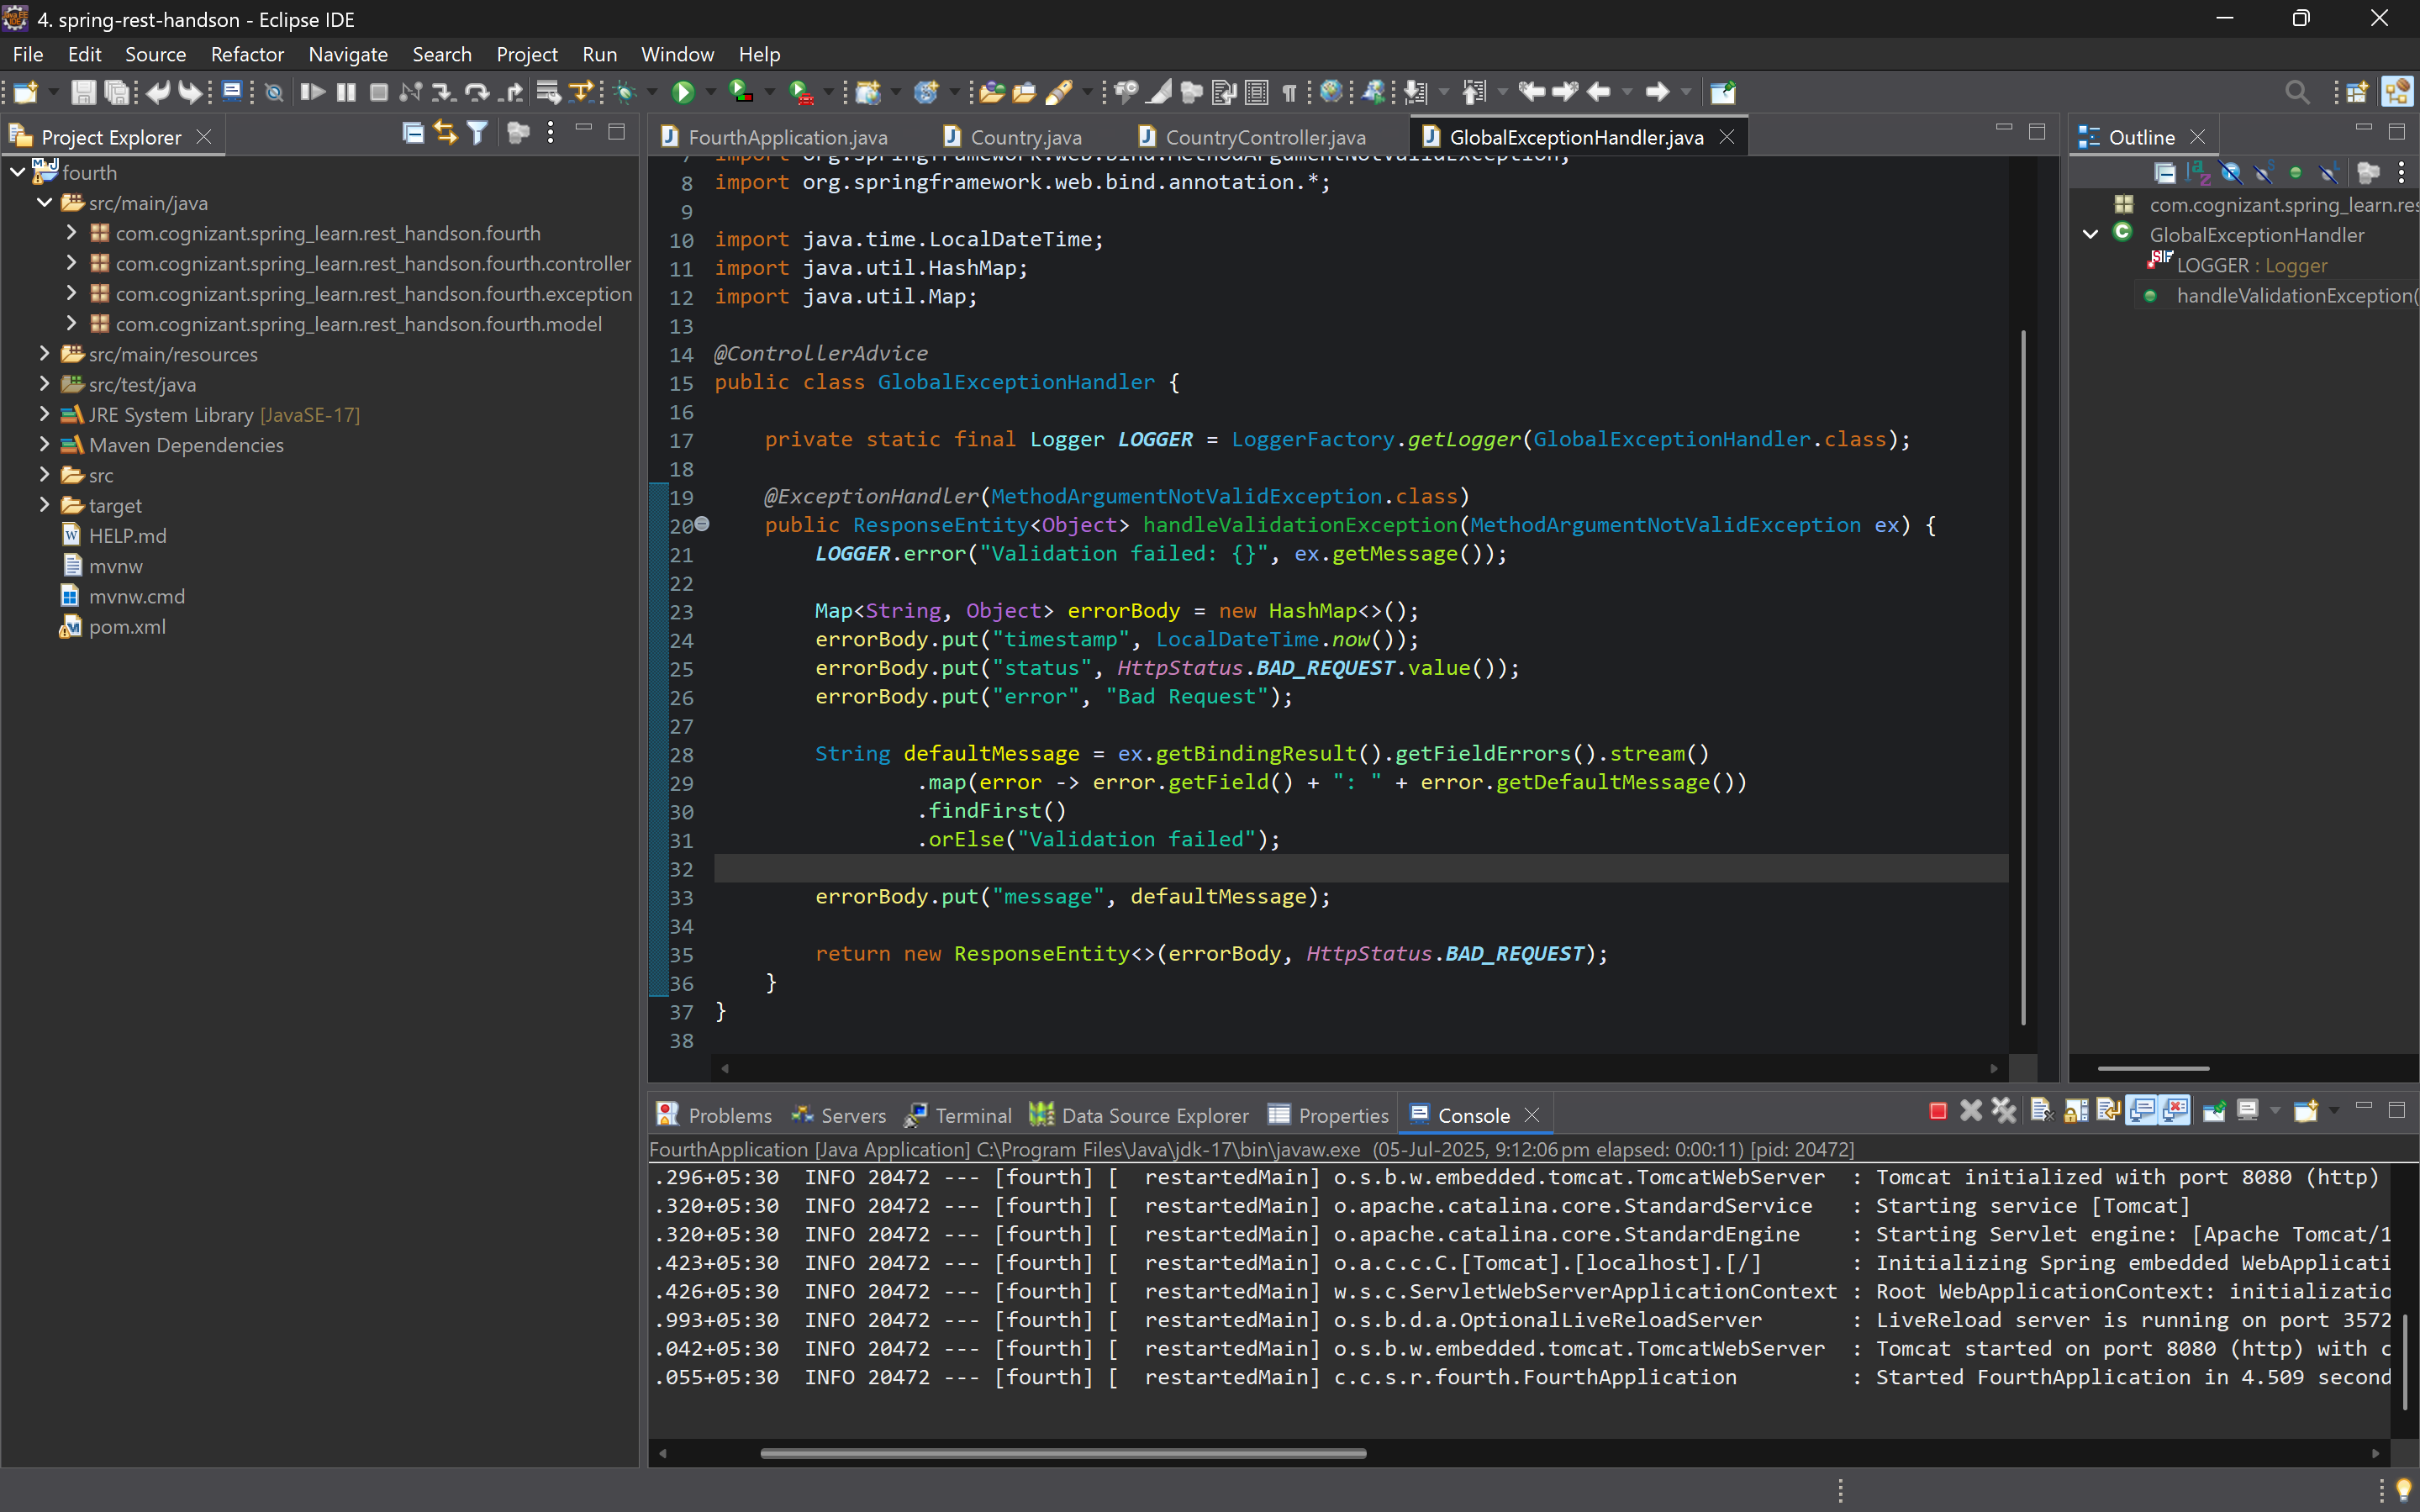 4. spring-rest-handson - Eclipse IDE
File Edit Source Refactor Navigate Search Project Run Window Help
Project Explorer
fourth
src/main/java
com.cognizant.spring_learn.rest_handson.fourth
com.cognizant.spring_learn.rest_handson.fourth.controller
com.cognizant.spring_learn.rest_handson.fourth.exception
com.cognizant.spring_learn.rest_handson.fourth.model
src/main/resources
src/test/java
JRE System Library [JavaSE-17]
Maven Dependencies
src
target
HELP.md
mvnw
mvnw.cmd
pom.xml
FourthApplication.java Country.java CountryController.java GlobalExceptionHandler.java
7 import org.springframework.web.bind.MethodArgumentNotValidException;
8 import org.springframework.web.bind.annotation.*;
9
10 import java.time.LocalDateTime;
11 import java.util.HashMap;
12 import java.util.Map;
13
14 @ControllerAdvice
15 public class GlobalExceptionHandler {
16
17 private static final Logger LOGGER = LoggerFactory.getLogger(GlobalExceptionHandler.class);
18
19 @ExceptionHandler(MethodArgumentNotValidException.class)
20 public ResponseEntity<Object> handleValidationException(MethodArgumentNotValidException ex) {
21 LOGGER.error("Validation failed: {}", ex.getMessage());
22
23 Map<String, Object> errorBody = new HashMap<>();
24 errorBody.put("timestamp", LocalDateTime.now());
25 errorBody.put("status", HttpStatus.BAD_REQUEST.value());
26 errorBody.put("error", "Bad Request");
27
28 String defaultMessage = ex.getBindingResult().getFieldErrors().stream()
29 .map(error -> error.getField() + ": " + error.getDefaultMessage())
30 .findFirst()
31 .orElse("Validation failed");
32
33 errorBody.put("message", defaultMessage);
34
35 return new ResponseEntity<>(errorBody, HttpStatus.BAD_REQUEST);
36 }
37 }
38
Outline
com.cognizant.spring_learn.res
GlobalExceptionHandler
LOGGER : Logger
handleValidationException(
Problems Servers Terminal Data Source Explorer Properties Console
FourthApplication [Java Application] C:\Program Files\Java\jdk-17\bin\javaw.exe (05-Jul-2025, 9:12:06 pm elapsed: 0:00:11) [pid: 20472]
.296+05:30 INFO 20472 --- [fourth] [ restartedMain] o.s.b.w.embedded.tomcat.TomcatWebServer : Tomcat initialized with port 8080 (http)
.320+05:30 INFO 20472 --- [fourth] [ restartedMain] o.apache.catalina.core.StandardService : Starting service [Tomcat]
.320+05:30 INFO 20472 --- [fourth] [ restartedMain] o.apache.catalina.core.StandardEngine : Starting Servlet engine: [Apache Tomcat/1
.423+05:30 INFO 20472 --- [fourth] [ restartedMain] o.a.c.c.C.[Tomcat].[localhost].[/] : Initializing Spring embedded WebApplicati
.426+05:30 INFO 20472 --- [fourth] [ restartedMain] w.s.c.ServletWebServerApplicationContext : Root WebApplicationContext: initializatio
.993+05:30 INFO 20472 --- [fourth] [ restartedMain] o.s.b.d.a.OptionalLiveReloadServer : LiveReload server is running on port 3572
.042+05:30 INFO 20472 --- [fourth] [ restartedMain] o.s.b.w.embedded.tomcat.TomcatWebServer : Tomcat started on port 8080 (http) with c
.055+05:30 INFO 20472 --- [fourth] [ restartedMain] c.c.s.r.fourth.FourthApplication : Started FourthApplication in 4.509 second